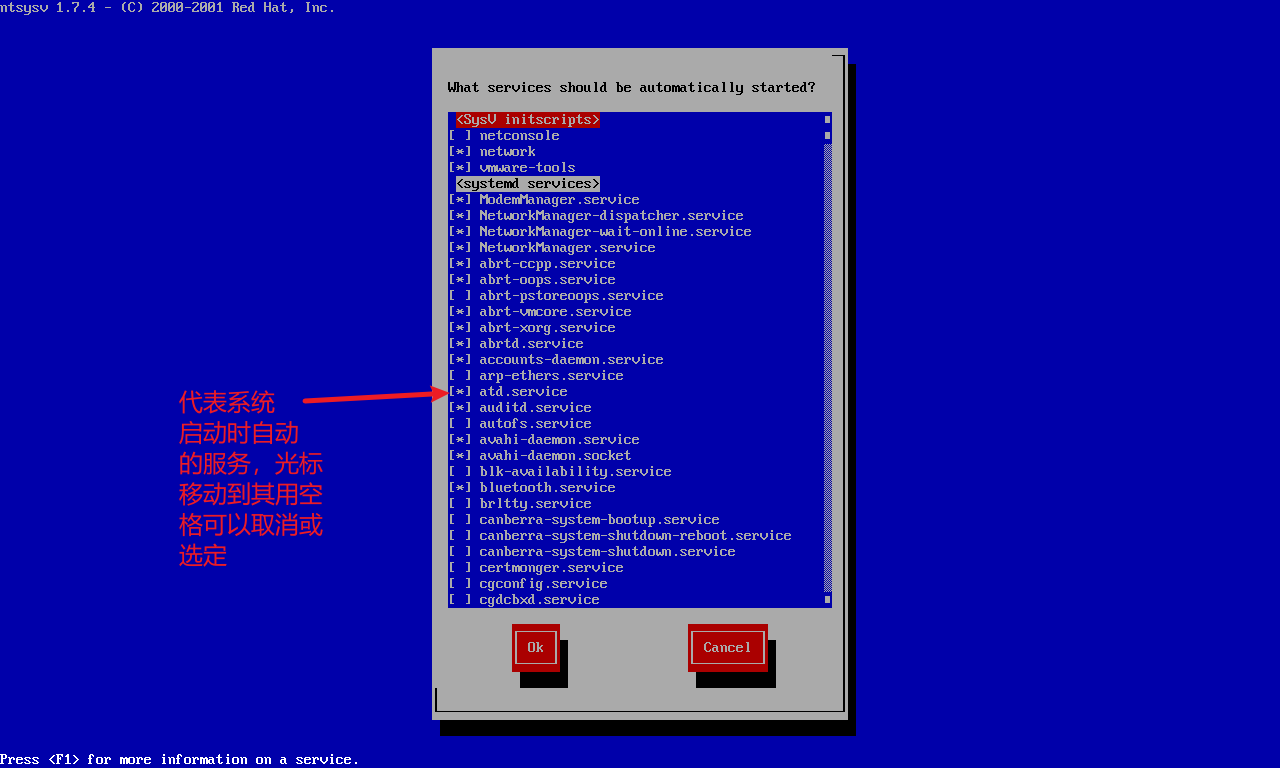 ntsysv 1.7.4 - (C) 2000-2001 Red Hat, Inc.
What services should be automatically started?
<SysV initscripts>
[ ] netconsole
[*] network
[*] vmware-tools
<systemd services>
[*] ModemManager.service
[*] NetworkManager-dispatcher.service
[*] NetworkManager-wait-online.service
[*] NetworkManager.service
[*] abrt-ccpp.service
[*] abrt-oops.service
[ ] abrt-pstoreoops.service
[*] abrt-vmcore.service
[*] abrt-xorg.service
[*] abrtd.service
[*] accounts-daemon.service
[ ] arp-ethers.service
[*] atd.service
[*] auditd.service
[ ] autofs.service
[*] avahi-daemon.service
[*] avahi-daemon.socket
[ ] blk-availability.service
[*] bluetooth.service
[ ] brltty.service
[ ] canberra-system-bootup.service
[ ] canberra-system-shutdown-reboot.service
[ ] canberra-system-shutdown.service
[ ] certmonger.service
[ ] cgconfig.service
[ ] cgdcbxd.service
代表系统
启动时自动
的服务，光标
移动到其用空
格可以取消或
选定
Ok
Cancel
Press <F1> for more information on a service.